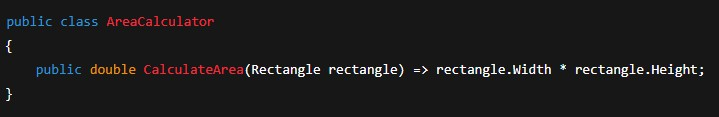 public class AreaCalculator
{
    public double CalculateArea(Rectangle rectangle) => rectangle.Width * rectangle.Height;
}